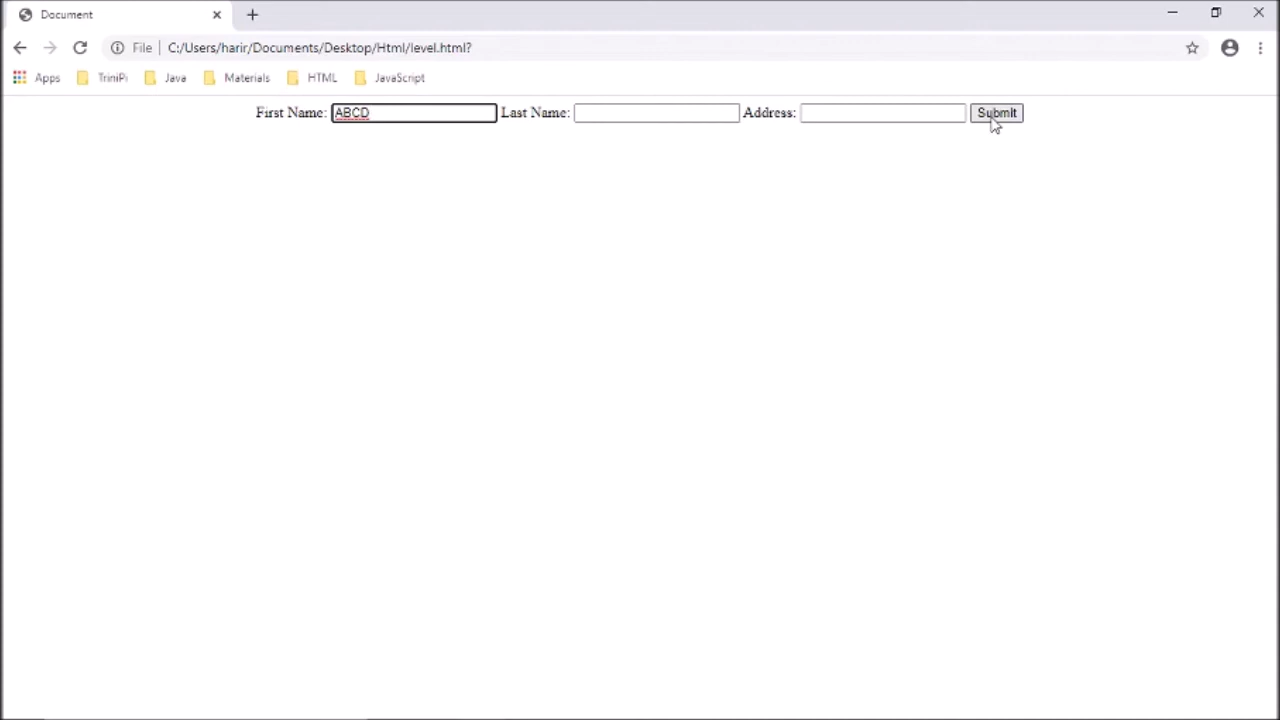 Document
File C:/Users/harir/Documents/Desktop/Html/level.html?
Apps TriniPi Java Materials HTML JavaScript
First Name: ABCD Last Name: Address: Submit